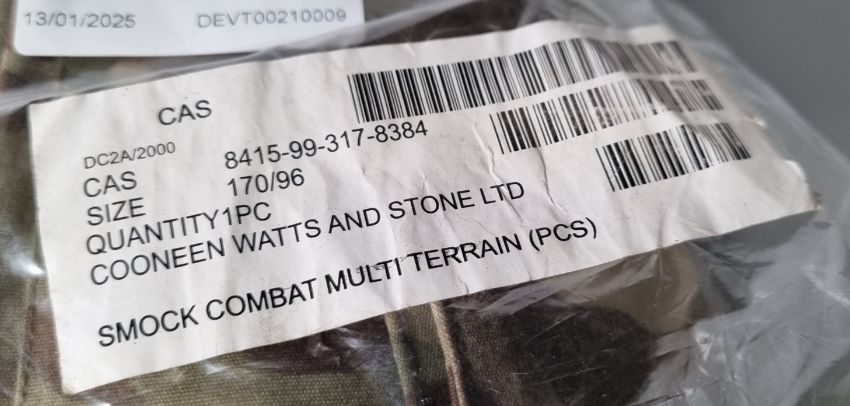 13/01/2025 DEVT00210009
CAS
DC2A/2000
CAS 8415-99-317-8384
SIZE 170/96
QUANTITY1PC
COONEEN WATTS AND STONE LTD
SMOCK COMBAT MULTI TERRAIN (PCS)